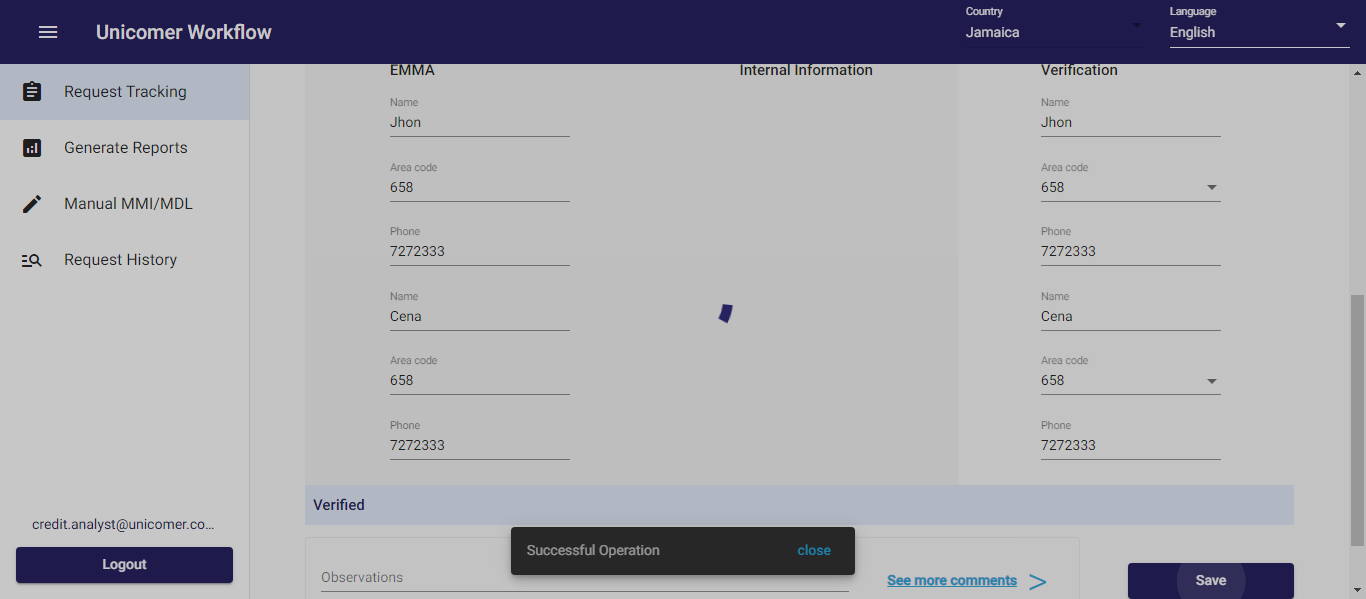 Unicomer Workflow
Country
Jamaica
Language
English
Request Tracking
Generate Reports
Manual MMI/MDL
Request History
credit.analyst@unicomer.co...
Logout
EMMA
Internal Information
Verification
Name
Jhon
Name
Jhon
Area code
658
Area code
658
Phone
7272333
Phone
7272333
Name
Cena
Name
Cena
Area code
658
Area code
658
Phone
7272333
Phone
7272333
Verified
Successful Operation
close
Observations
See more comments
Save